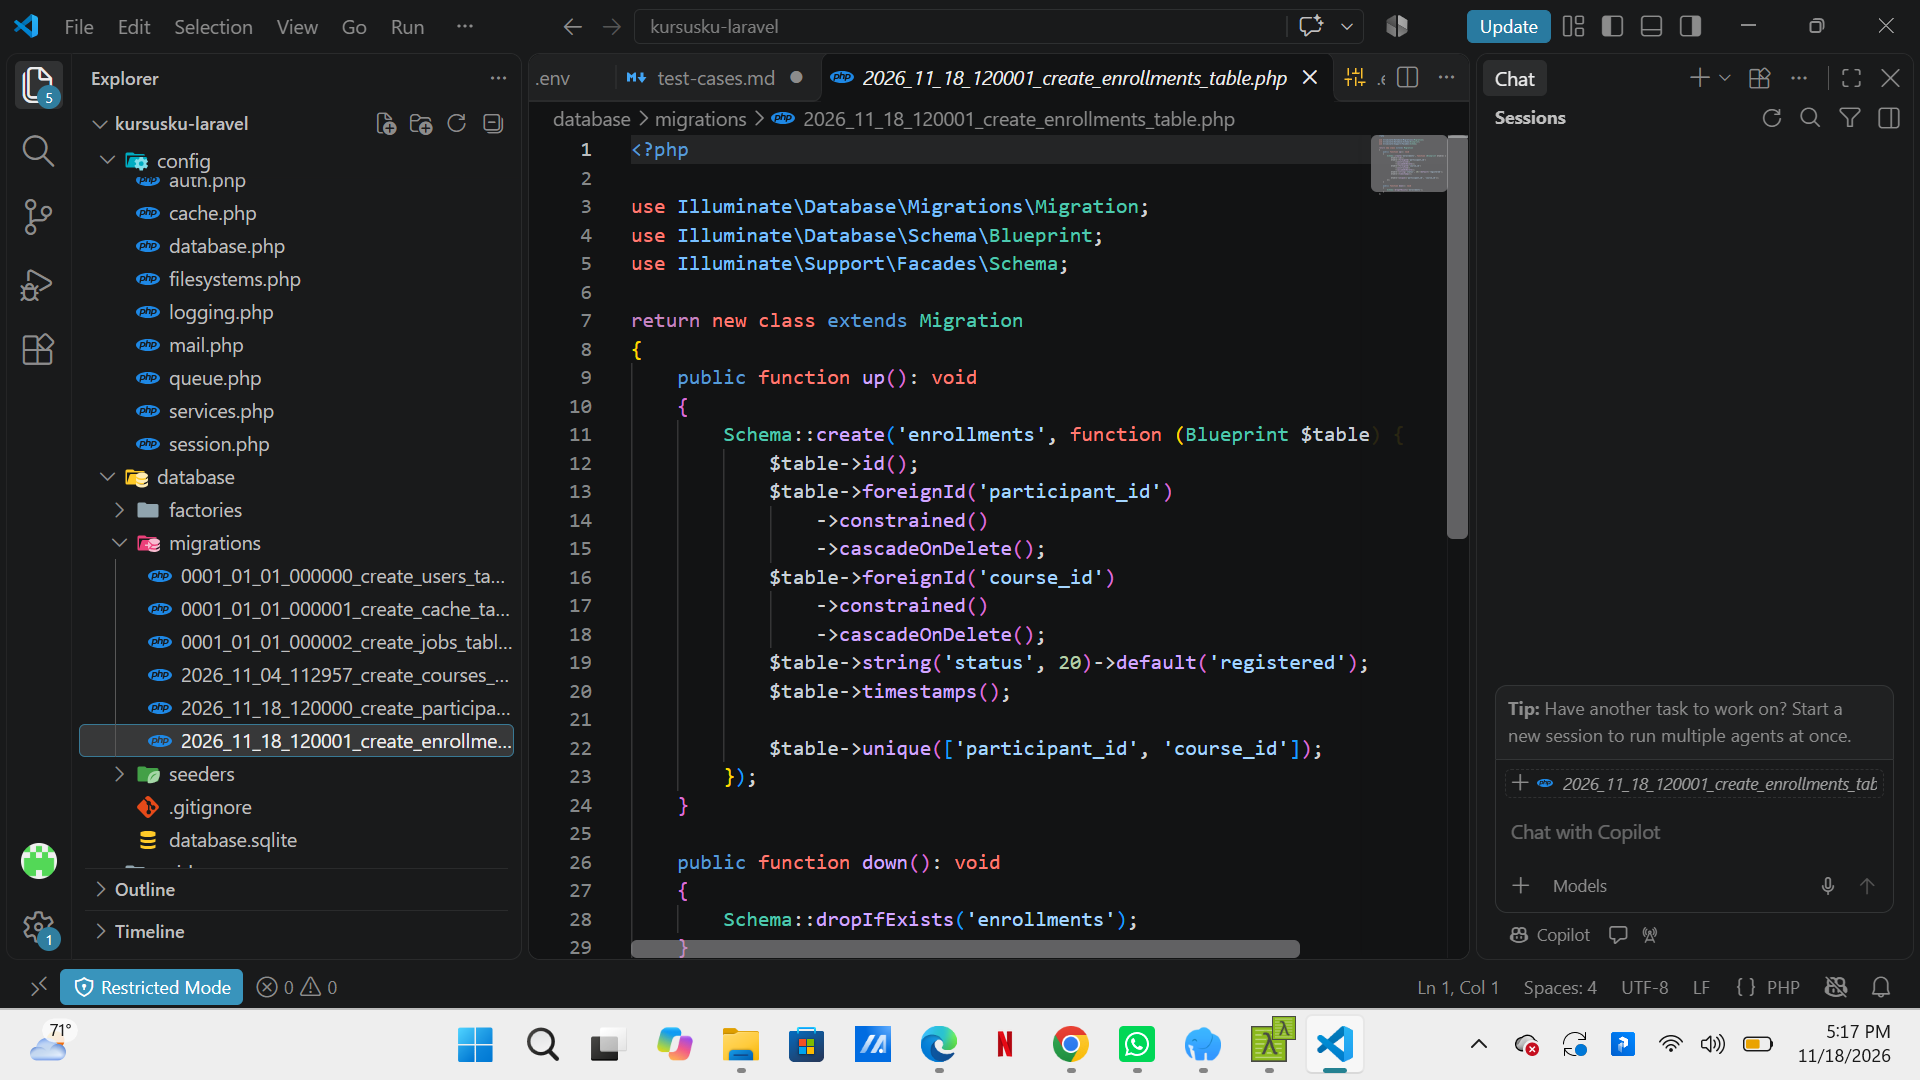 File Edit Selection View Go Run
kursusku-laravel
Update
Explorer
5
kursusku-laravel
config
auth.php
cache.php
database.php
filesystems.php
logging.php
mail.php
queue.php
services.php
session.php
database
factories
migrations
0001_01_01_000000_create_users_ta...
0001_01_01_000001_create_cache_ta...
0001_01_01_000002_create_jobs_tabl...
2026_11_04_112957_create_courses_...
2026_11_18_120000_create_participa...
2026_11_18_120001_create_enrollme...
seeders
.gitignore
database.sqlite
Outline
Timeline
1
.env
test-cases.md
2026_11_18_120001_create_enrollments_table.php
.e
database > migrations > 2026_11_18_120001_create_enrollments_table.php
1 <?php
2
3 use Illuminate\Database\Migrations\Migration;
4 use Illuminate\Database\Schema\Blueprint;
5 use Illuminate\Support\Facades\Schema;
6
7 return new class extends Migration
8 {
9 public function up(): void
10 {
11 Schema::create('enrollments', function (Blueprint $table) {
12 $table->id();
13 $table->foreignId('participant_id')
14 ->constrained()
15 ->cascadeOnDelete();
16 $table->foreignId('course_id')
17 ->constrained()
18 ->cascadeOnDelete();
19 $table->string('status', 20)->default('registered');
20 $table->timestamps();
21
22 $table->unique(['participant_id', 'course_id']);
23 });
24 }
25
26 public function down(): void
27 {
28 Schema::dropIfExists('enrollments');
29 }
Chat
Sessions
Tip: Have another task to work on? Start a
new session to run multiple agents at once.
2026_11_18_120001_create_enrollments_tab
Chat with Copilot
Models
Copilot
Restricted Mode
0 0
Ln 1, Col 1 Spaces: 4 UTF-8 LF { } PHP
71°
5:17 PM
11/18/2026